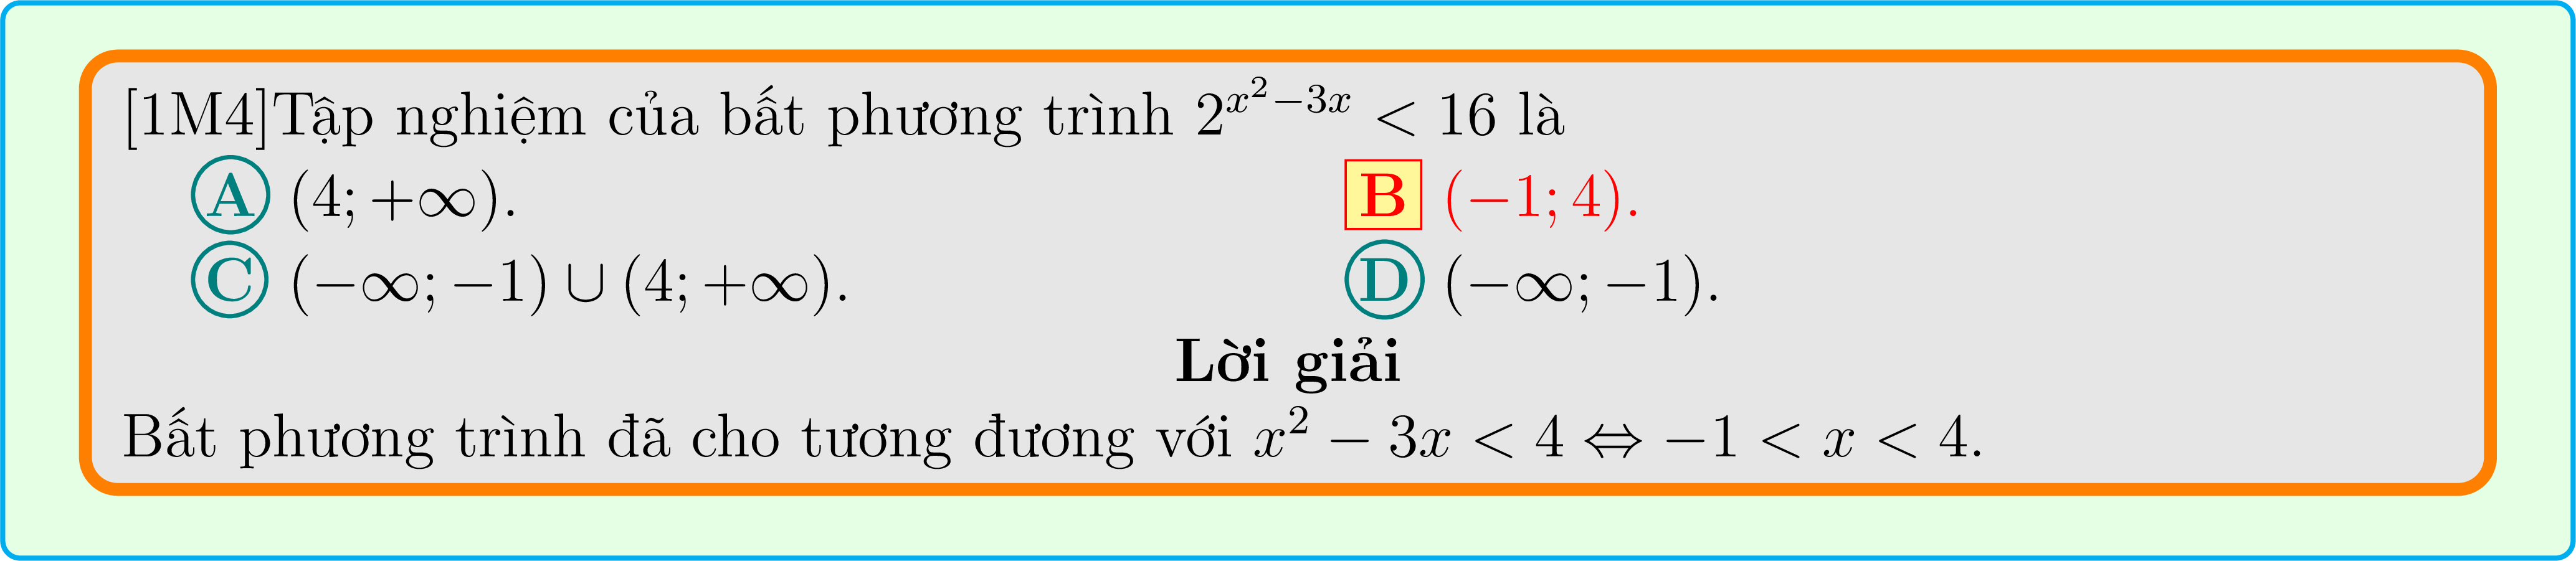 [1M4]Tập nghiệm của bất phương trình $2^{x^2-3x} < 16$ là
A $(4; +\infty)$. B $(-1; 4)$.
C $(-\infty; -1) \cup (4; +\infty)$. D $(-\infty; -1)$.
Lời giải
Bất phương trình đã cho tương đương với $x^2 - 3x < 4 \Leftrightarrow -1 < x < 4$.